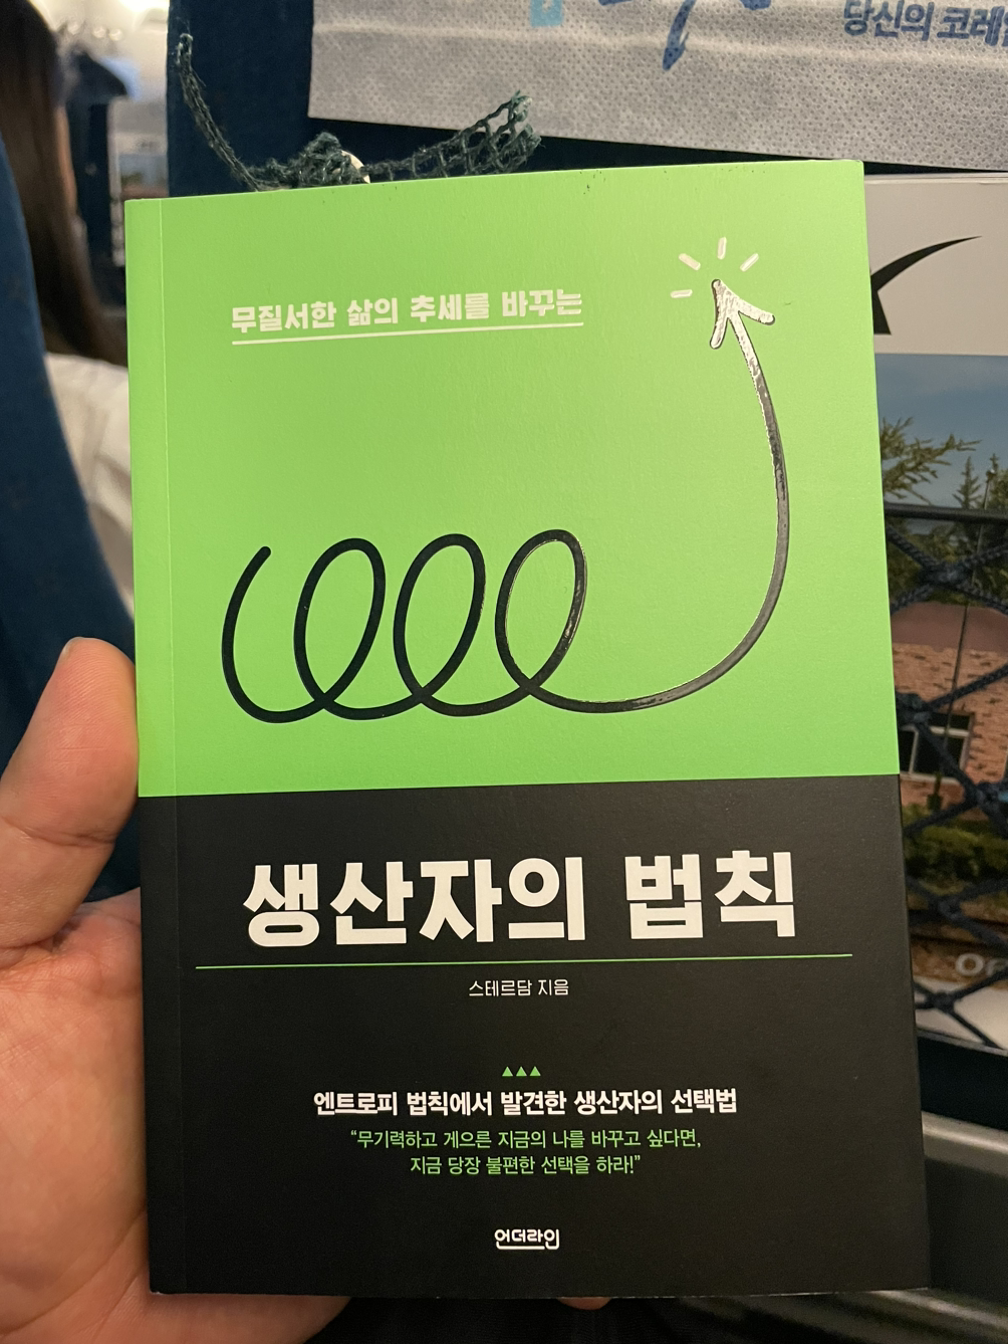 당신의 코레
무질서한 삶의 추세를 바꾸는
생산자의 법칙
스테르담 지음
엔트로피 법칙에서 발견한 생산자의 선택법
“무기력하고 게으른 지금의 나를 바꾸고 싶다면,
지금 당장 불편한 선택을 하라!”
언더라인